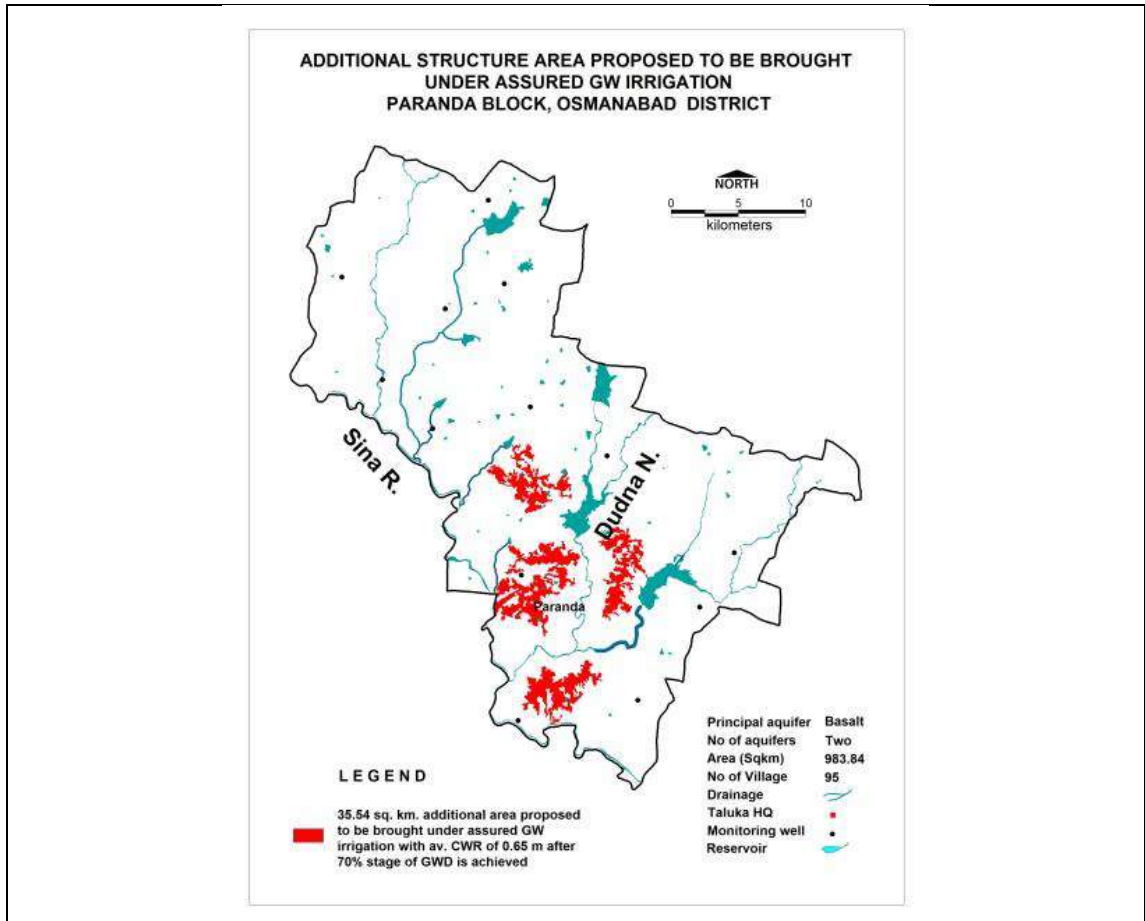 ADDITIONAL STRUCTURE AREA PROPOSED TO BE BROUGHT
UNDER ASSURED GW IRRIGATION
PARANDA BLOCK, OSMANABAD DISTRICT
NORTH
0 5 10
kilometers
Sina R.
Dudna N.
Paranda
Principal aquifer Basalt
No of aquifers Two
Area (Sqkm) 983.84
No of Village 95
Drainage
Taluka HQ
Monitoring well
Reservoir
LEGEND
35.54 sq. km. additional area proposed
to be brought under assured GW
irrigation with av. CWR of 0.65 m after
70% stage of GWD is achieved